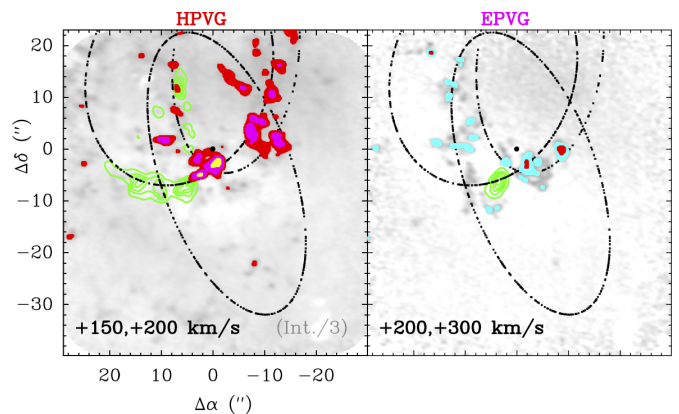 HPVG EPVG
20
10
0
-10
-20
-30
Δδ ('')
+150,+200 km/s (Int./3) +200,+300 km/s
20 10 0 -10 -20
Δα ('')